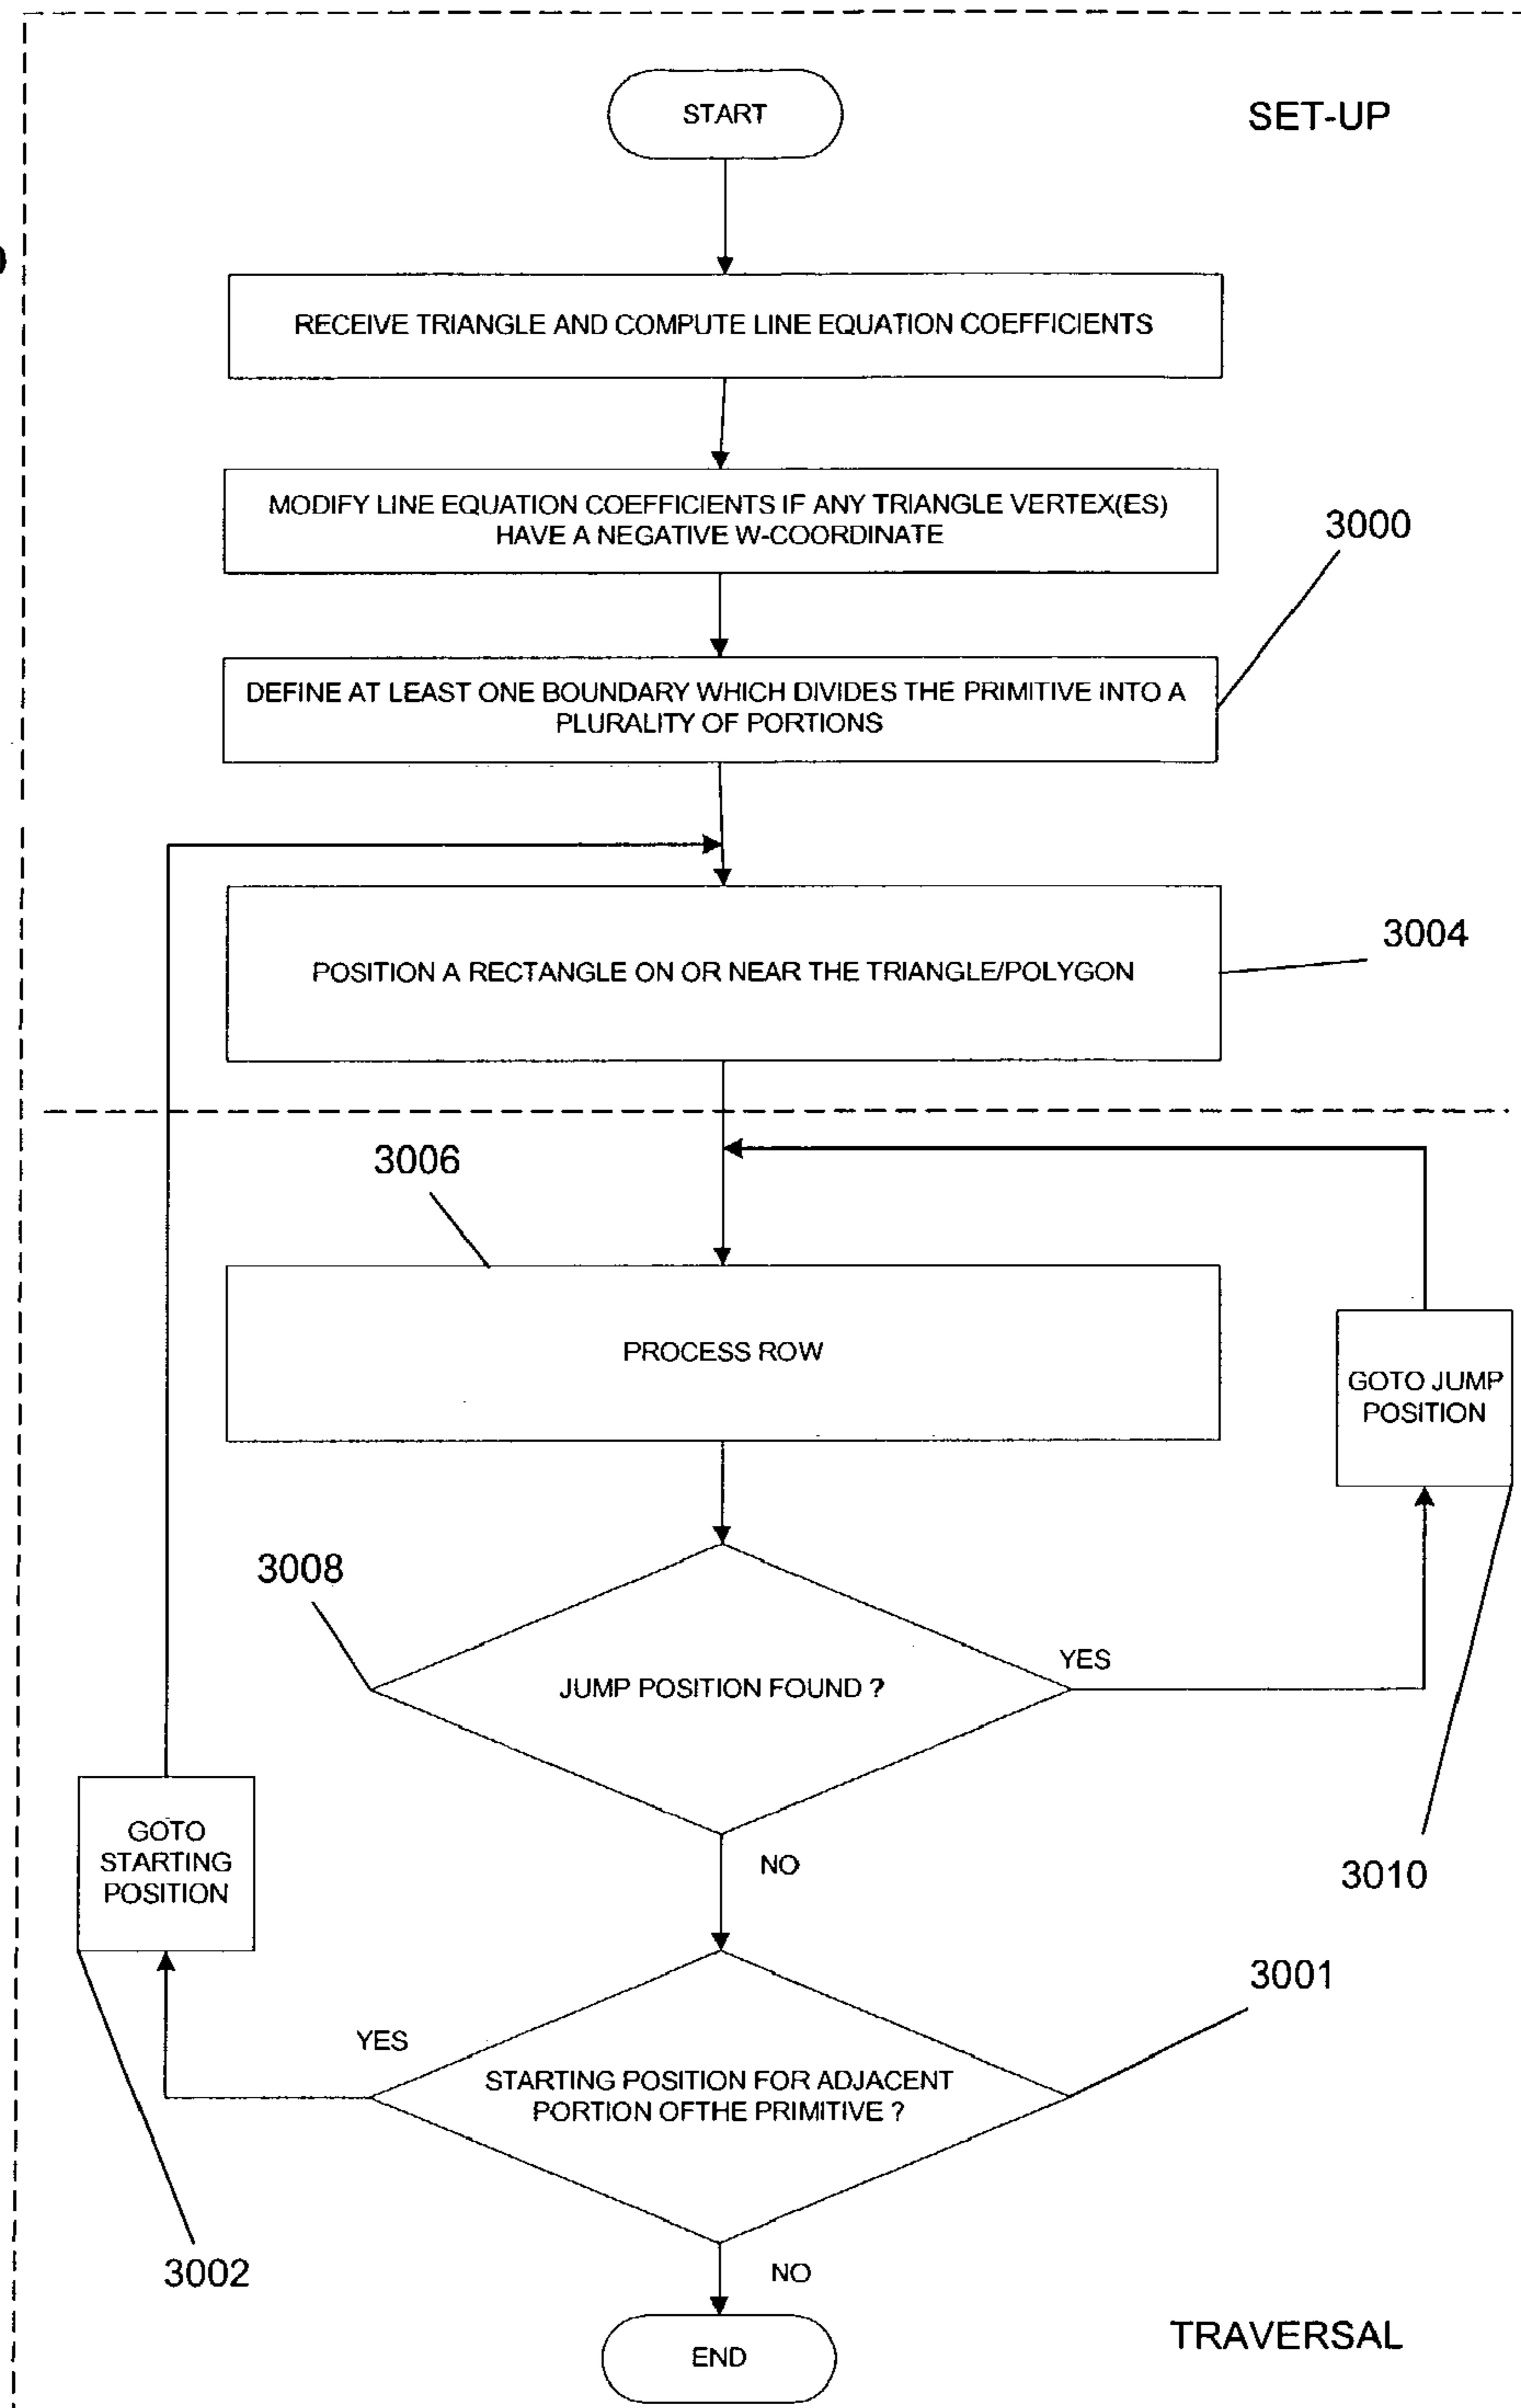 START
SET-UP
RECEIVE TRIANGLE AND COMPUTE LINE EQUATION COEFFICIENTS
MODIFY LINE EQUATION COEFFICIENTS IF ANY TRIANGLE VERTEX(ES)
HAVE A NEGATIVE W-COORDINATE
3000
DEFINE AT LEAST ONE BOUNDARY WHICH DIVIDES THE PRIMITIVE INTO A
PLURALITY OF PORTIONS
3004
POSITION A RECTANGLE ON OR NEAR THE TRIANGLE/POLYGON
3006
PROCESS ROW
GOTO JUMP
POSITION
3008
JUMP POSITION FOUND ?
YES
NO
3010
GOTO
STARTING
POSITION
3001
YES
STARTING POSITION FOR ADJACENT
PORTION OFTHE PRIMITIVE ?
3002
NO
END
TRAVERSAL